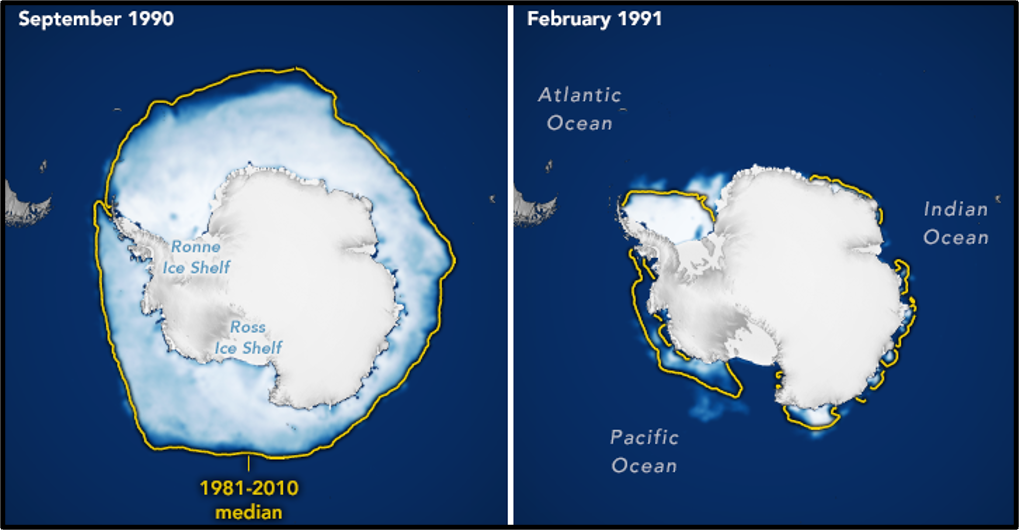 September 1990
Ronne
Ice Shelf
Ross
Ice Shelf
1981-2010
median
February 1991
Atlantic
Ocean
Indian
Ocean
Pacific
Ocean